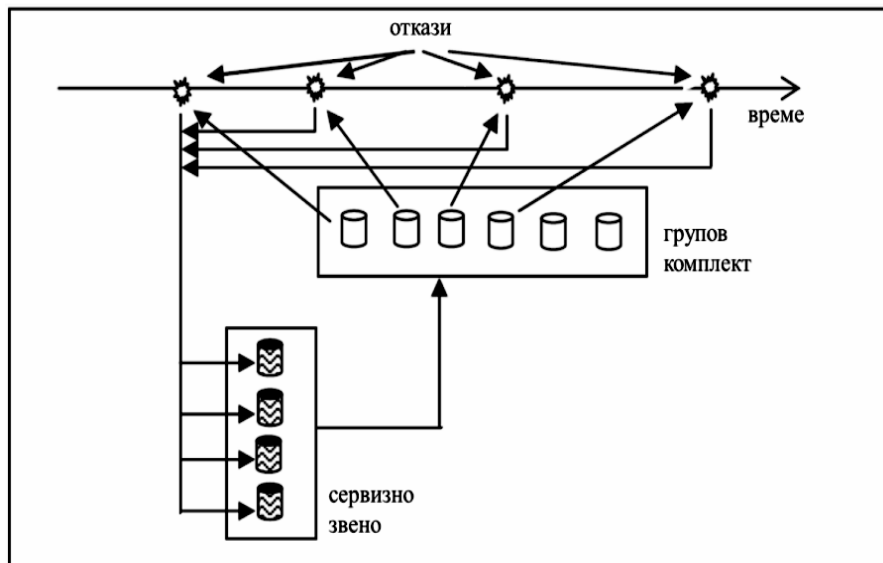 откази
време
групов
комплект
сервизно
звено